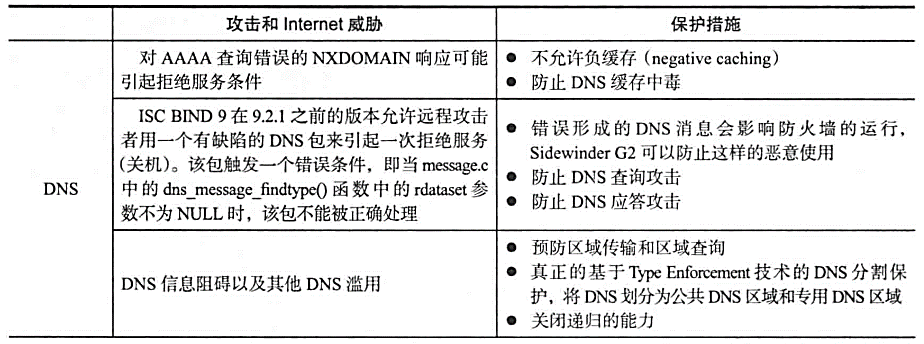 攻击和 Internet 威胁
保护措施
DNS
对 AAAA 查询错误的 NXDOMAIN 响应可能
引起拒绝服务条件
● 不允许负缓存（negative caching）
● 防止 DNS 缓存中毒
ISC BIND 9 在 9.2.1 之前的版本允许远程攻击
者用一个有缺陷的 DNS 包来引起一次拒绝服务
(关机)。该包触发一个错误条件，即当 message.c
中的 dns_message_findtype() 函数中的 rdataset 参
数不为 NULL 时，该包不能被正确处理
● 错误形成的 DNS 消息会影响防火墙的运行，
Sidewinder G2 可以防止这样的恶意使用
● 防止 DNS 查询攻击
● 防止 DNS 应答攻击
DNS 信息阻碍以及其他 DNS 滥用
● 预防区域传输和区域查询
● 真正的基于 Type Enforcement 技术的 DNS 分割保
护，将 DNS 划分为公共 DNS 区域和专用 DNS 区域
● 关闭递归的能力